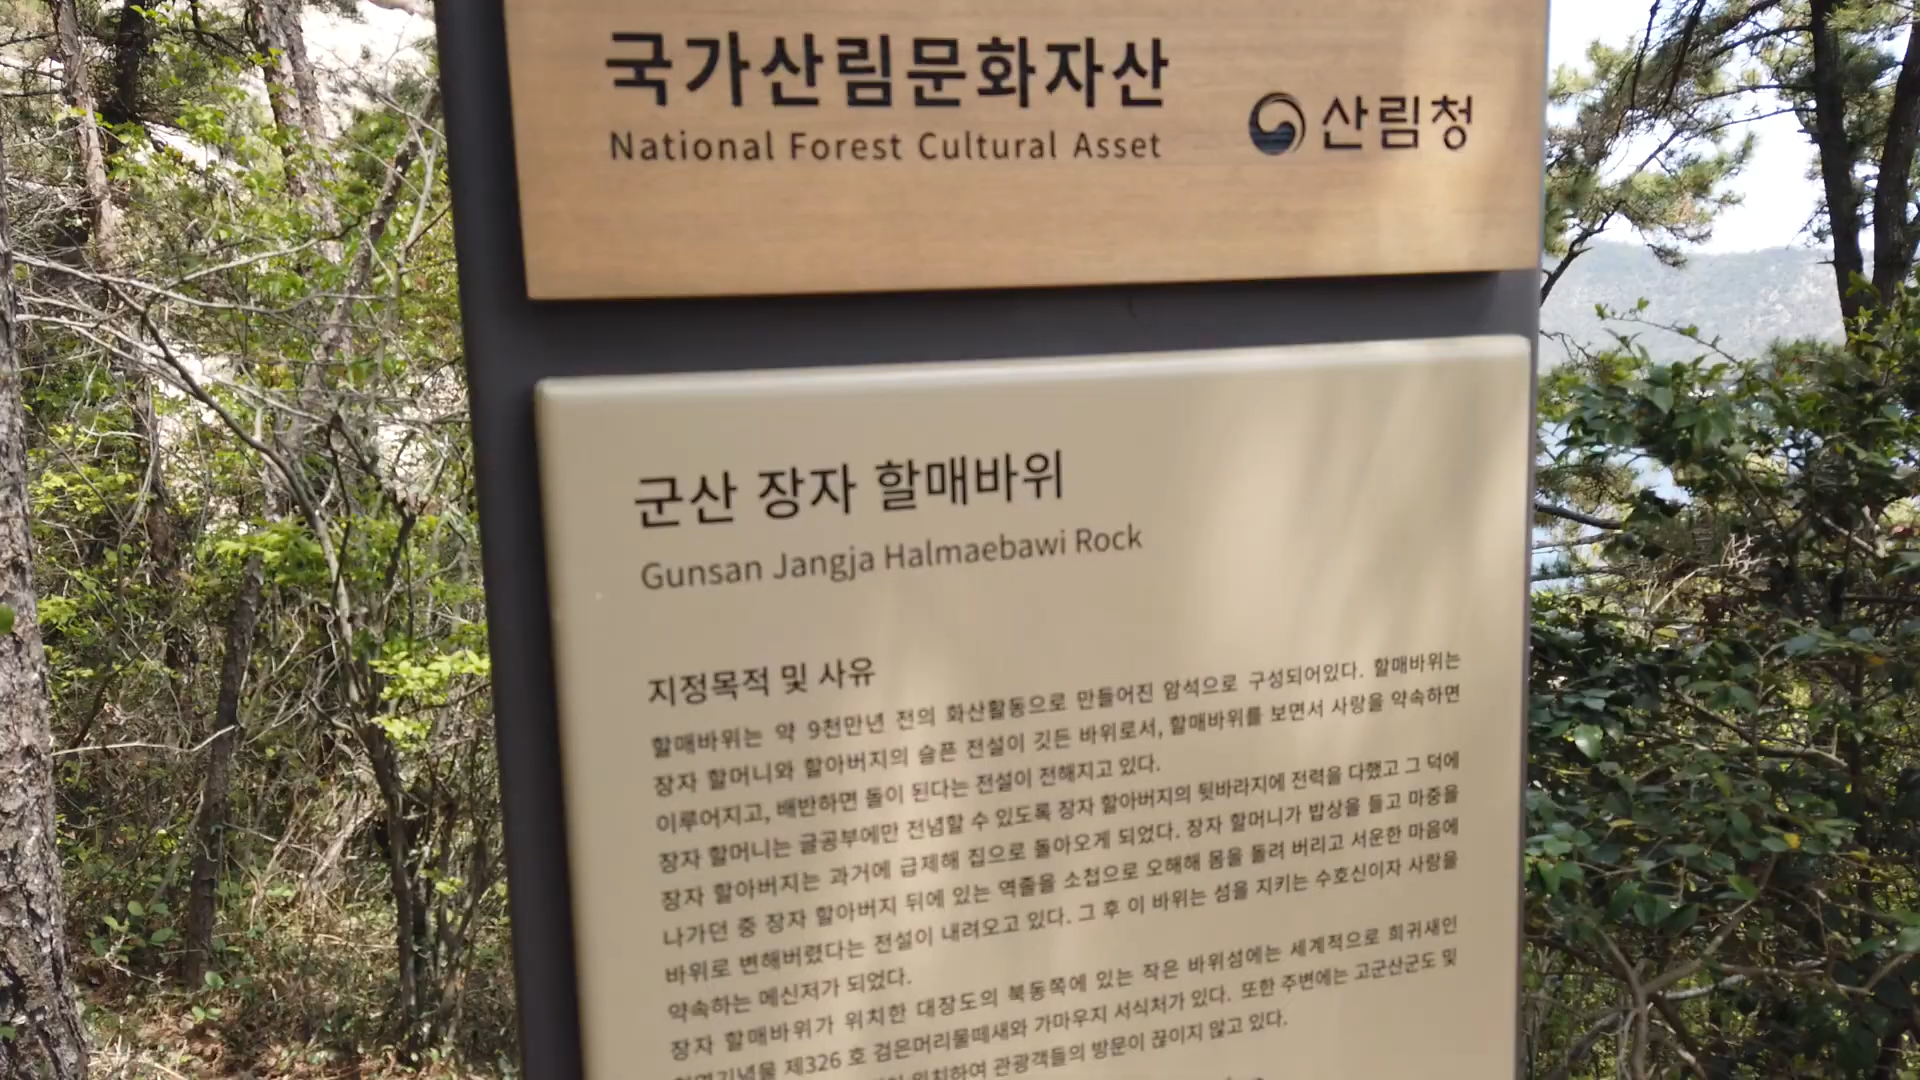 국가산림문화자산
National Forest Cultural Asset
산림청
군산 장자 할매바위
Gunsan Jangja Halmaebawi Rock
지정목적 및 사유
할매바위는 약 9천만년 전의 화산활동으로 만들어진 암석으로 구성되어있다. 할매바위는
장자 할머니와 할아버지의 슬픈 전설이 깃든 바위로서, 할매바위를 보면서 사랑을 약속하면
이루어지고, 배반하면 돌이 된다는 전설이 전해지고 있다.
장자 할머니는 글공부에만 전념할 수 있도록 장자 할아버지의 뒷바라지에 전력을 다했고 그 덕에
장자 할아버지는 과거에 급제해 집으로 돌아오게 되었다. 장자 할머니가 밥상을 들고 마중을
나가던 중 장자 할아버지 뒤에 있는 역졸을 소첩으로 오해해 몸을 돌려 버리고 서운한 마음에
바위로 변해버렸다는 전설이 내려오고 있다. 그 후 이 바위는 섬을 지키는 수호신이자 사랑을
약속하는 메신저가 되었다.
장자 할매바위가 위치한 대장도의 북동쪽에 있는 작은 바위섬에는 세계적으로 희귀새인
제326 호 검은머리물떼새와 가마우지 서식처가 있다. 또한 주변에는 고군산군도 및
위치하여 관광객들의 방문이 끊이지 않고 있다.